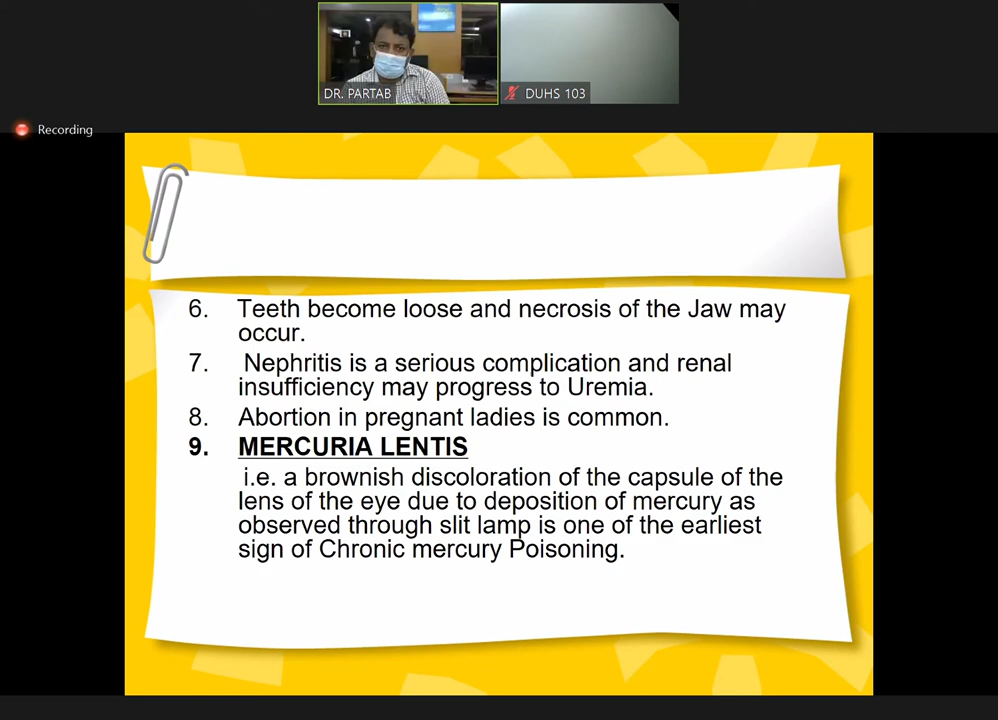 DR. PARTAB
DUHS 103
Recording
6. Teeth become loose and necrosis of the Jaw may
occur.
7. Nephritis is a serious complication and renal
insufficiency may progress to Uremia.
8. Abortion in pregnant ladies is common.
9. MERCURIA LENTIS
i.e. a brownish discoloration of the capsule of the
lens of the eye due to deposition of mercury as
observed through slit lamp is one of the earliest
sign of Chronic mercury Poisoning.